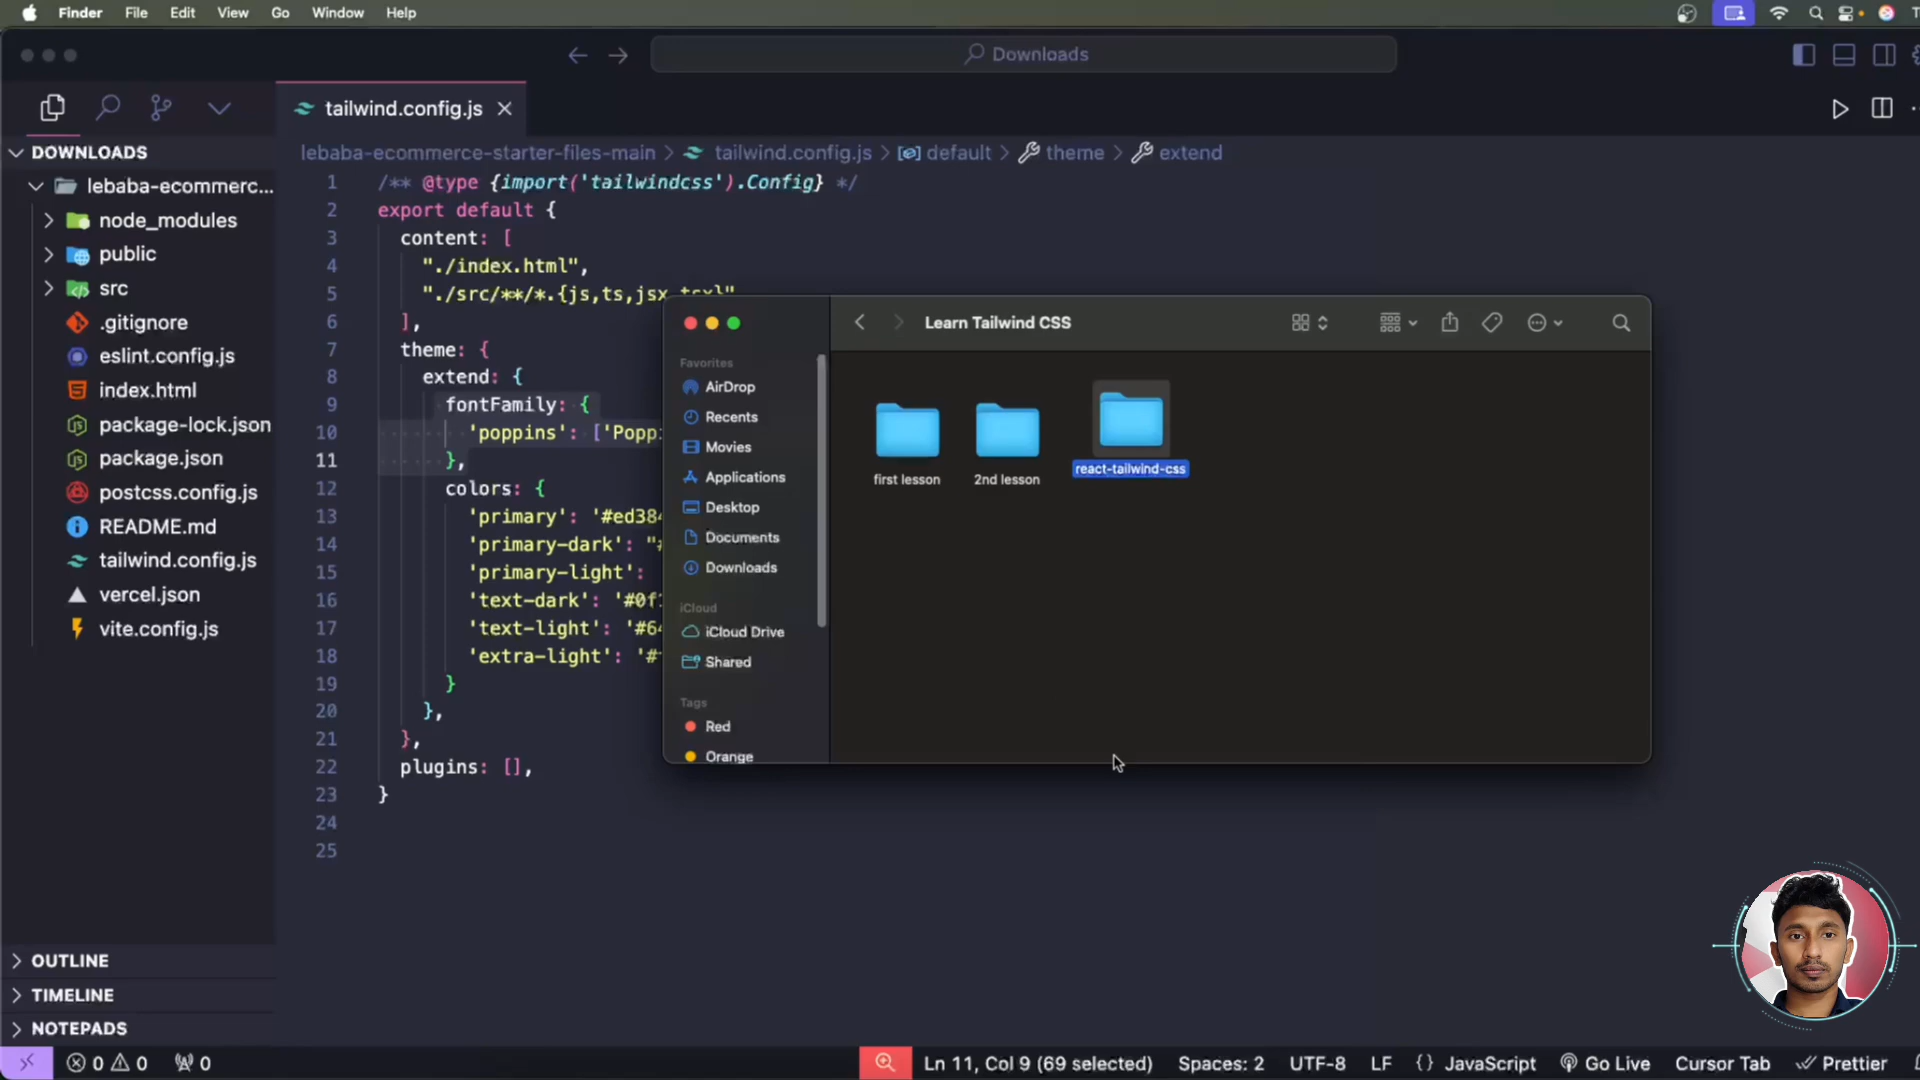 Finder File Edit View Go Window Help
Downloads
tailwind.config.js
DOWNLOADS
lebaba-ecommerc...
node_modules
public
src
.gitignore
eslint.config.js
index.html
package-lock.json
package.json
postcss.config.js
README.md
tailwind.config.js
vercel.json
vite.config.js
OUTLINE
TIMELINE
NOTEPADS
lebaba-ecommerce-starter-files-main > tailwind.config.js > default > theme > extend
1 /** @type {import('tailwindcss').Config} */
2 export default {
3 content: [
4 "./index.html",
5 "./src/**/*.{js,ts,jsx,tsx}"
6 ],
7 theme: {
8 extend: {
9 fontFamily: {
10 'poppins': ['Poppi
11 },
12 colors: {
13 'primary': '#ed384
14 'primary-dark': "#
15 'primary-light':
16 'text-dark': '#0f
17 'text-light': '#64
18 'extra-light': '#
19 }
20 },
21 },
22 plugins: [],
23 }
24
25
Learn Tailwind CSS
Favorites
AirDrop
Recents
Movies
Applications
Desktop
Documents
Downloads
iCloud
iCloud Drive
Shared
Tags
Red
Orange
first lesson
2nd lesson
react-tailwind-css
0 0 0 Ln 11, Col 9 (69 selected) Spaces: 2 UTF-8 LF {} JavaScript Go Live Cursor Tab Prettier